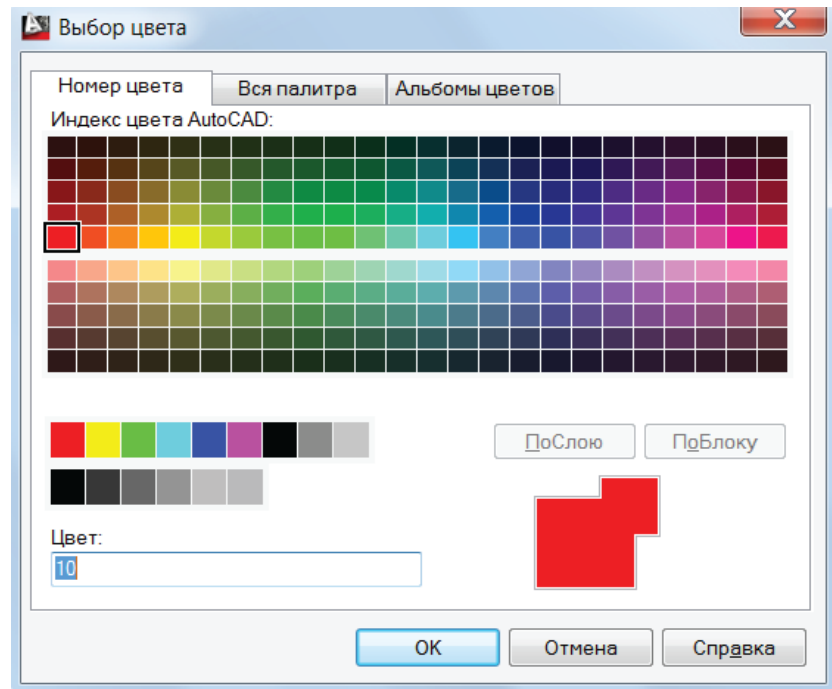 Выбор цвета
Номер цвета Вся палитра Альбомы цветов
Индекс цвета AutoCAD:
ПоСлою ПоБлоку
Цвет:
10
OK Отмена Справка